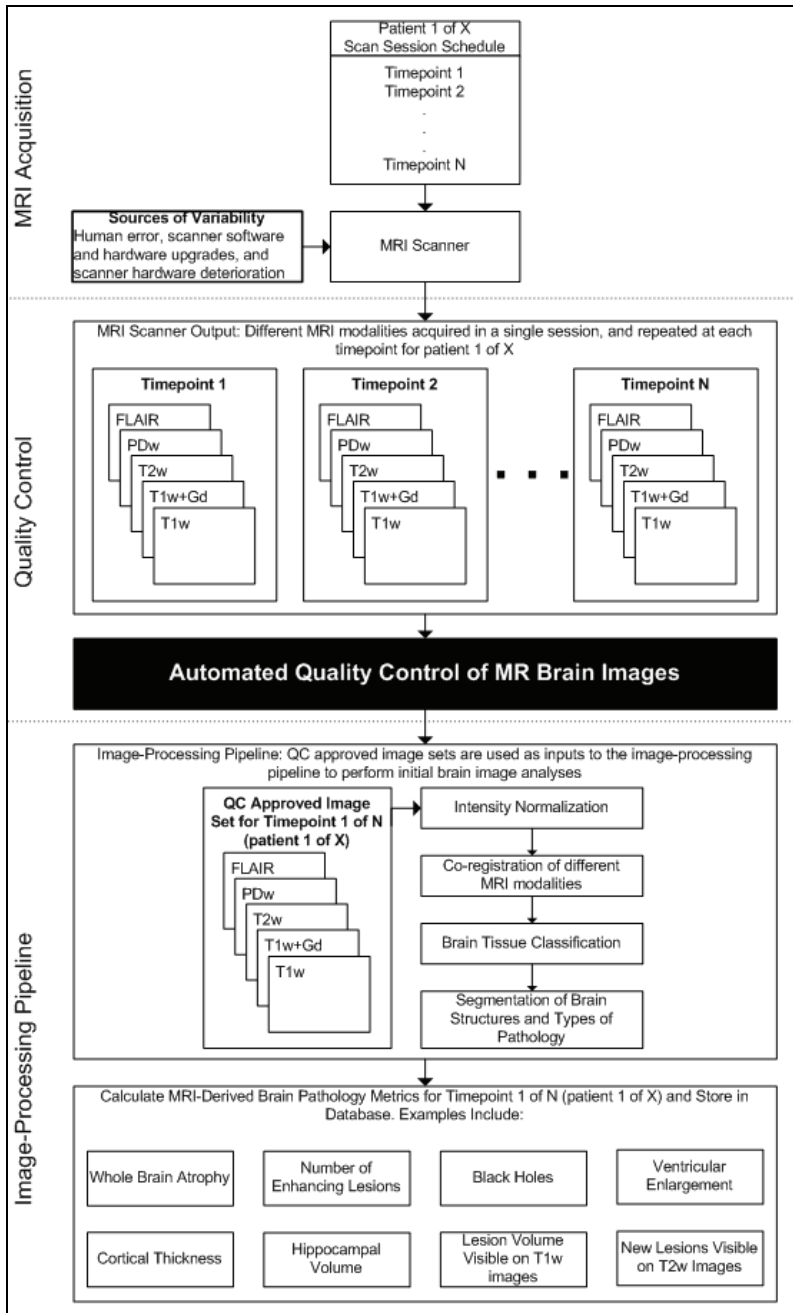 MRI Acquisition
Patient 1 of X
Scan Session Schedule
Timepoint 1
Timepoint 2
.
.
.
Timepoint N
Sources of Variability
Human error, scanner software
and hardware upgrades, and
scanner hardware deterioration
MRI Scanner
Quality Control
MRI Scanner Output: Different MRI modalities acquired in a single session, and repeated at each
timepoint for patient 1 of X
Timepoint 1
FLAIR
PDw
T2w
T1w+Gd
T1w
Timepoint 2
FLAIR
PDw
T2w
T1w+Gd
T1w
. . . .
Timepoint N
FLAIR
PDw
T2w
T1w+Gd
T1w
Automated Quality Control of MR Brain Images
Image-Processing Pipeline
Image-Processing Pipeline: QC approved image sets are used as inputs to the image-processing
pipeline to perform initial brain image analyses
QC Approved Image
Set for Timepoint 1 of N
(patient 1 of X)
FLAIR
PDw
T2w
T1w+Gd
T1w
Intensity Normalization
Co-registration of different
MRI modalities
Brain Tissue Classification
Segmentation of Brain
Structures and Types of
Pathology
Calculate MRI-Derived Brain Pathology Metrics for Timepoint 1 of N (patient 1 of X) and Store in
Database. Examples Include:
Whole Brain Atrophy
Number of
Enhancing Lesions
Black Holes
Ventricular
Enlargement
Cortical Thickness
Hippocampal
Volume
Lesion Volume
Visible on T1w
images
New Lesions Visible
on T2w Images